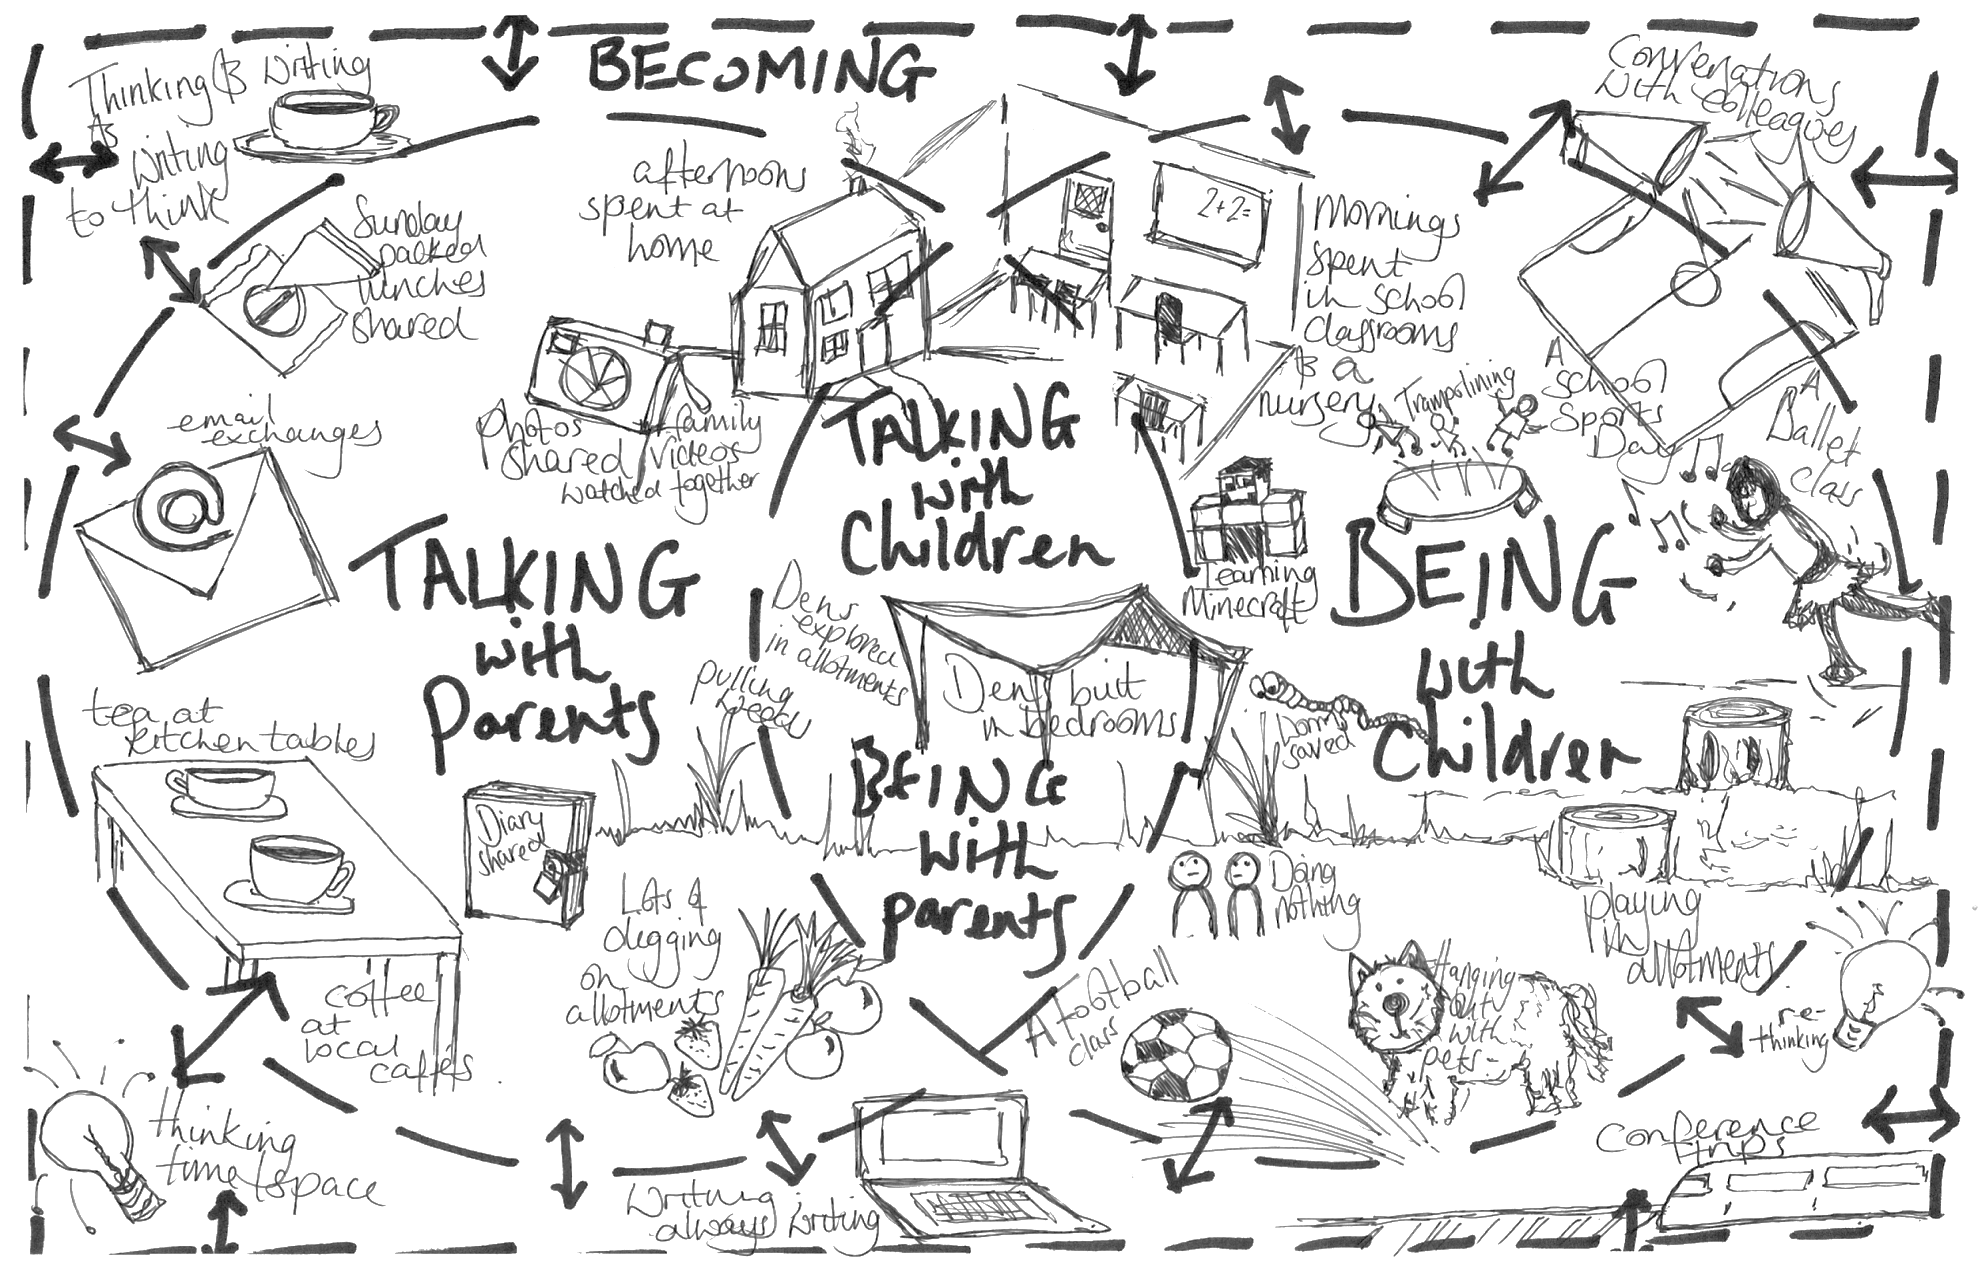 BECOMING
Thinking & Writing
As
Writing
to think
Conversations
with colleagues
Sunday
packed
lunches
shared
afternoons
spent at
home
2+2=
Mornings
spent
in school
classrooms
As a
nursery
Trampolining
A
school
Sports
Day
A
Ballet
class
email
exchanges
@
Photos
shared
family
videos
watched together
TALKING
with
Children
TALKING
with
Parents
Learning
Minecraft
BEING
with
Children
Dens
explored
in allotments
pulling
weeds
Dens built
in bedrooms
Worms
saved
BEING
with
parents
tea at
kitchen tables
Diary
shared
coffee
at
local
caffés
Lots of
digging
on
allotments
Doing
nothing
playing
in
allotments
A football
class
Hanging
out
with
pets
re-
thinking
thinking
time/space
Writing
always writing
Conference
trips